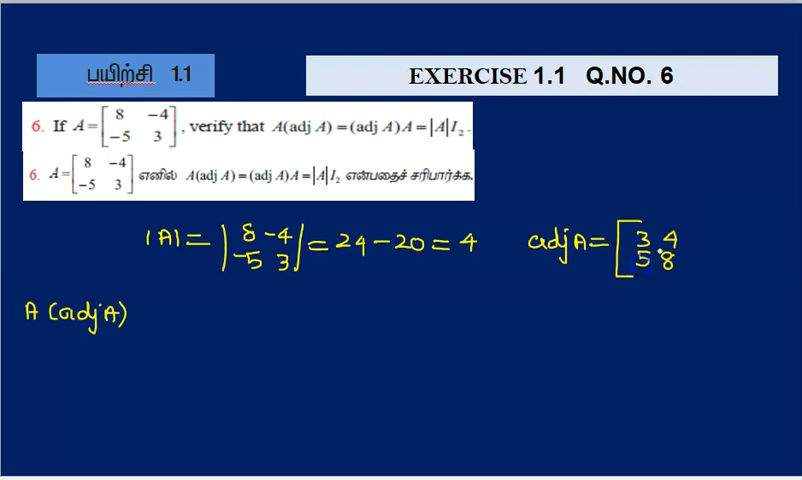 பயிற்சி 1.1
EXERCISE 1.1 Q.NO. 6
6. If A = [ 8 -4
-5 3 ], verify that A(adj A) = (adj A)A = |A| I₂.
6. A = [ 8 -4
-5 3 ] எனில் A(adj A) = (adj A)A = |A| I₂ என்பதைச் சரிபார்க்க.
|A| = | 8 -4
-5 3 | = 24 - 20 = 4
adj A = [ 3 4
5 8
A (adj A)